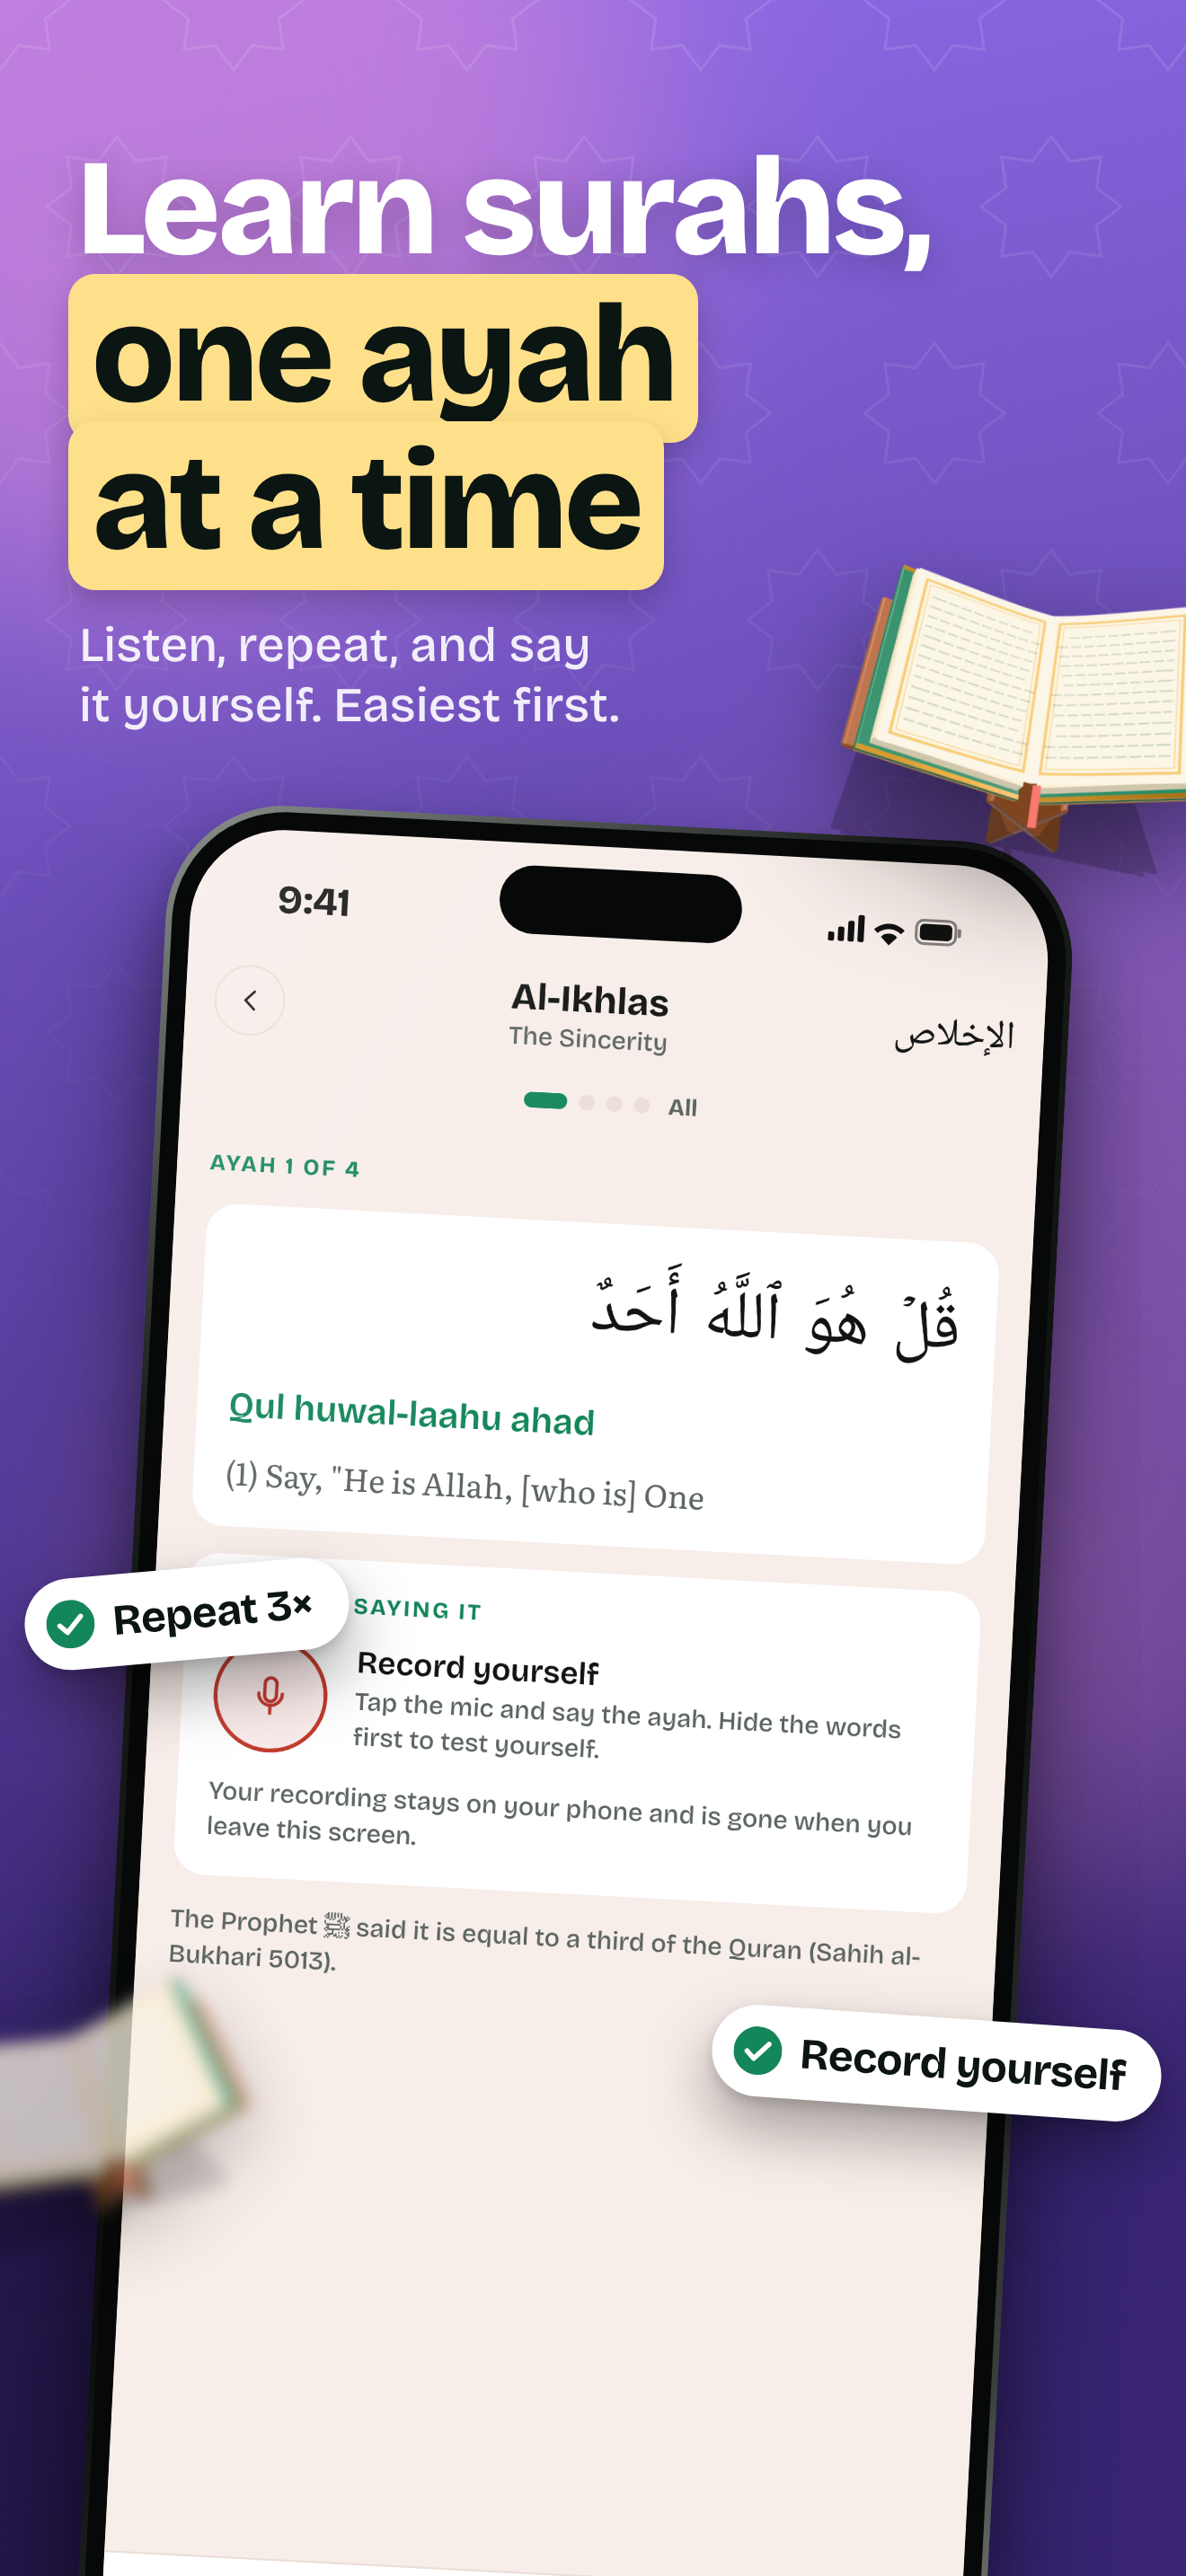 Learn surahs,
one ayah
at a time
Listen, repeat, and say
it yourself. Easiest first.
9:41
Al-Ikhlas
The Sincerity
الإخلاص
All
AYAH 1 OF 4
قُلْ هُوَ ٱللَّهُ أَحَدٌ
Qul huwal-laahu ahad
(1) Say, "He is Allah, [who is] One
Repeat 3×
SAYING IT
Record yourself
Tap the mic and say the ayah. Hide the words
first to test yourself.
Your recording stays on your phone and is gone when you
leave this screen.
The Prophet ﷺ said it is equal to a third of the Quran (Sahih al-
Bukhari 5013).
Record yourself